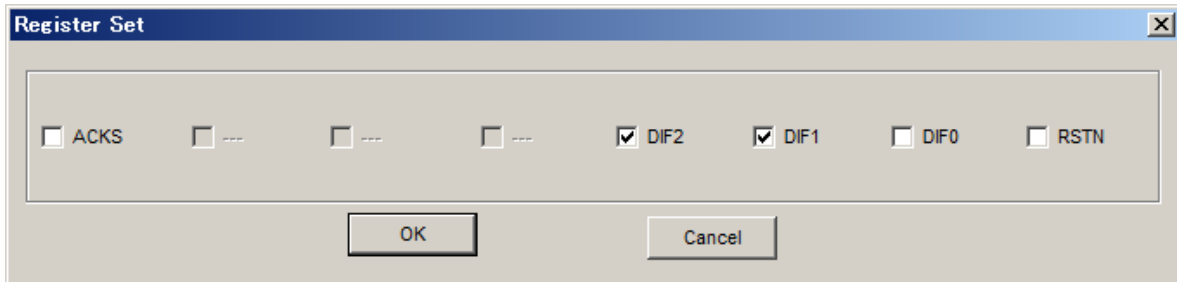 Register Set
ACKS --- --- --- DIF2 DIF1 DIF0 RSTN
OK Cancel